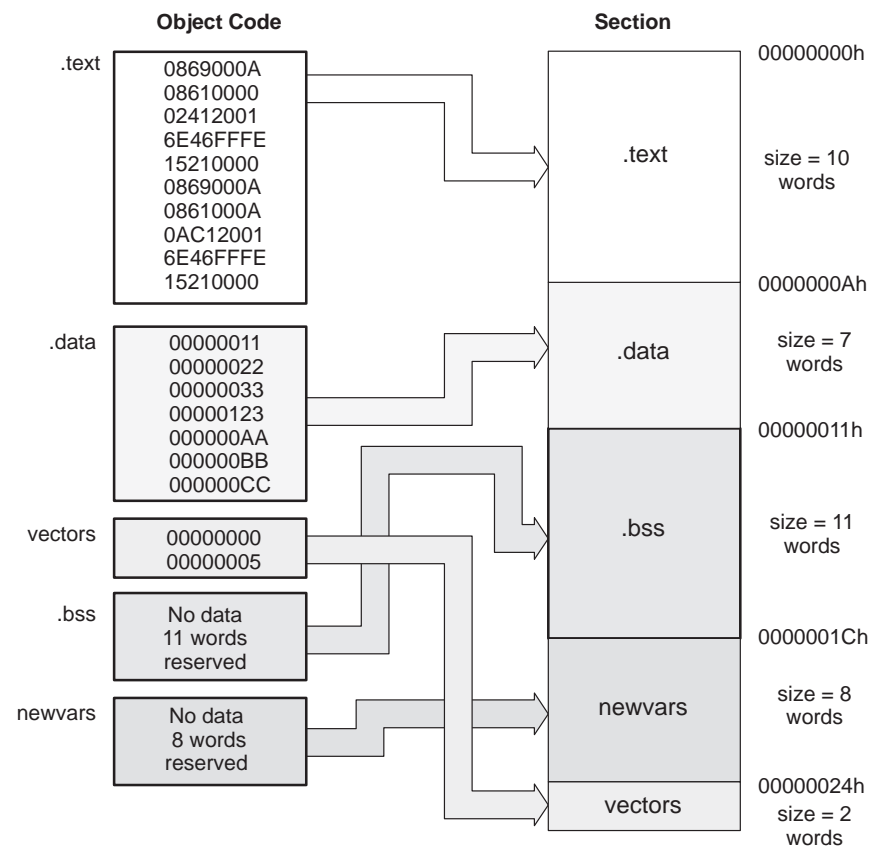 Object Code
Section
.text
0869000A
08610000
02412001
6E46FFFE
15210000
0869000A
0861000A
0AC12001
6E46FFFE
15210000
.text
00000000h
size = 10
words
0000000Ah
.data
00000011
00000022
00000033
00000123
000000AA
000000BB
000000CC
.data
size = 7
words
00000011h
vectors
00000000
00000005
.bss
size = 11
words
.bss
No data
11 words
reserved
0000001Ch
newvars
No data
8 words
reserved
newvars
size = 8
words
00000024h
vectors
size = 2
words